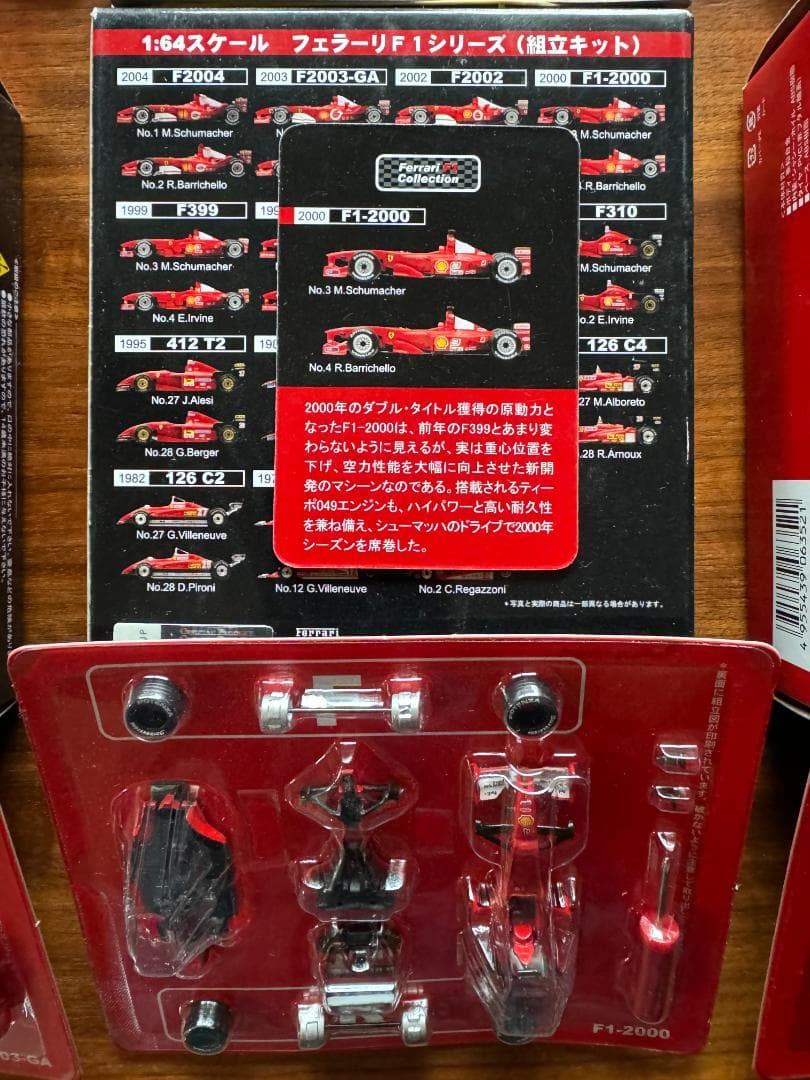 1:64スケール フェラーリF1シリーズ（組立キット）
2004 F2004
2003 F2003-GA
2002 F2002
2000 F1-2000
No.1 M.Schumacher
M.Schumacher
No.2 R.Barrichello
R.Barrichello
1999 F399
F310
No.3 M.Schumacher
M.Schumacher
No.4 E.Irvine
.2 E.Irvine
1995 412 T2
126 C4
No.27 J.Alesi
27 M.Alboreto
No.28 G.Berger
.28 R.Arnoux
1982 126 C2
No.27 G.Villeneuve
No.28 D.Pironi
No.12 G.Villeneuve
No.2 C.Regazzoni
*写真と実際の商品は一部異なる場合があります。
Ferrari
Ferrari F1
Collection
2000 F1-2000
No.3 M.Schumacher
No.4 R.Barrichello
2000年のダブル・タイトル獲得の原動力と
なったF1-2000は、前年のF399とあまり変
わらないように見えるが、実は重心位置を
下げ、空力性能を大幅に向上させた新開
発のマシーンなのである。搭載されるティー
ポ049エンジンも、ハイパワーと高い耐久性
を兼ね備え、シューマッハのドライブで2000年
シーズンを席巻した。
F1-2000
03-GA
4 955439 063521